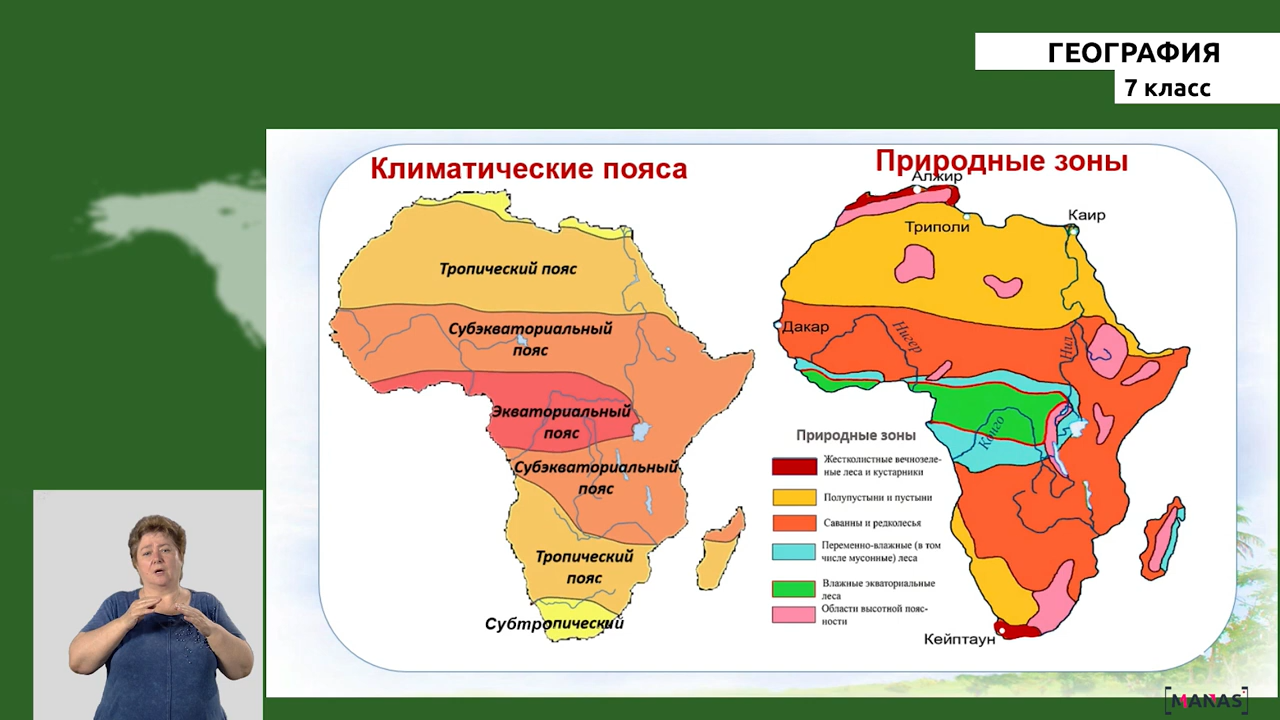 ГЕОГРАФИЯ
7 класс
Климатические пояса
Тропический пояс
Субэкваториальный
пояс
Экваториальный
пояс
Субэкваториальный
пояс
Тропический
пояс
Субтропический
Природные зоны
Алжир
Триполи
Каир
Дакар
Нигер
Нил
Конго
Кейптаун
Природные зоны
Жестколистные вечнозеле-
ные леса и кустарники
Полупустыни и пустыни
Саванны и редколесья
Переменно-влажные (в том
числе муссонные) леса
Влажные экваториальные
леса
Области высотной пояс-
ности
MANAS